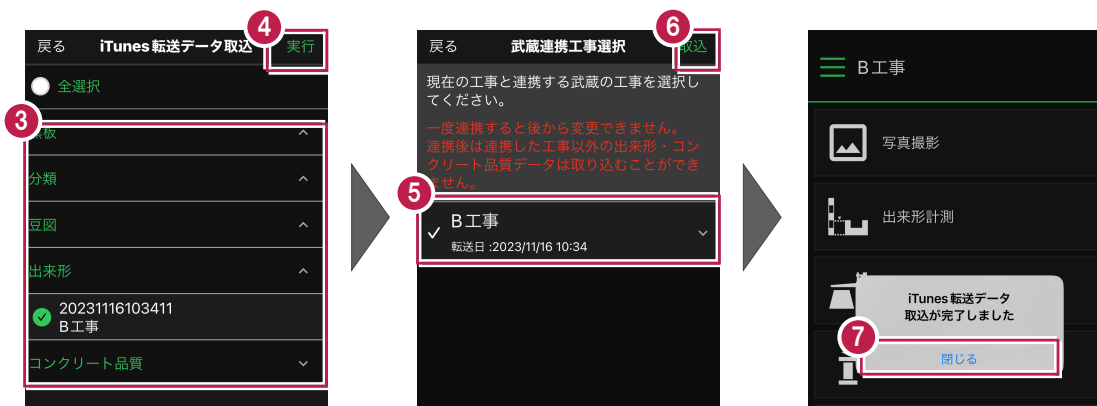 4
戻る iTunes転送データ取込 実行
全選択
3
黒板
分類
豆図
出来形
20231116103411
B工事
コンクリート品質
6
戻る 武蔵連携工事選択 取込
現在の工事と連携する武蔵の工事を選択し
てください。
一度連携すると後から変更できません。
連携後は連携した工事以外の出来形・コン
クリート品質データは取り込むことができ
ません。
5
B工事
転送日:2023/11/16 10:34
B工事
写真撮影
出来形計測
iTunes転送データ
取込が完了しました
7
閉じる